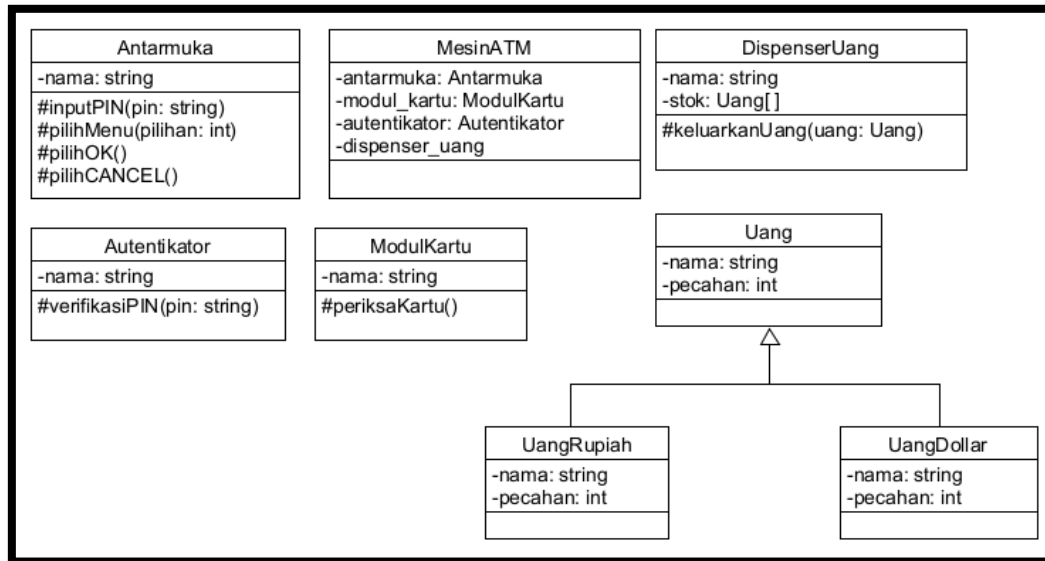 Antarmuka
-nama: string
#inputPIN(pin: string)
#pilihMenu(pilihan: int)
#pilihOK()
#pilihCANCEL()
MesinATM
-antarmuka: Antarmuka
-modul_kartu: ModulKartu
-autentikator: Autentikator
-dispenser_uang
DispenserUang
-nama: string
-stok: Uang[ ]
#keluarkanUang(uang: Uang)
Autentikator
-nama: string
#verifikasiPIN(pin: string)
ModulKartu
-nama: string
#periksaKartu()
Uang
-nama: string
-pecahan: int
UangRupiah
-nama: string
-pecahan: int
UangDollar
-nama: string
-pecahan: int